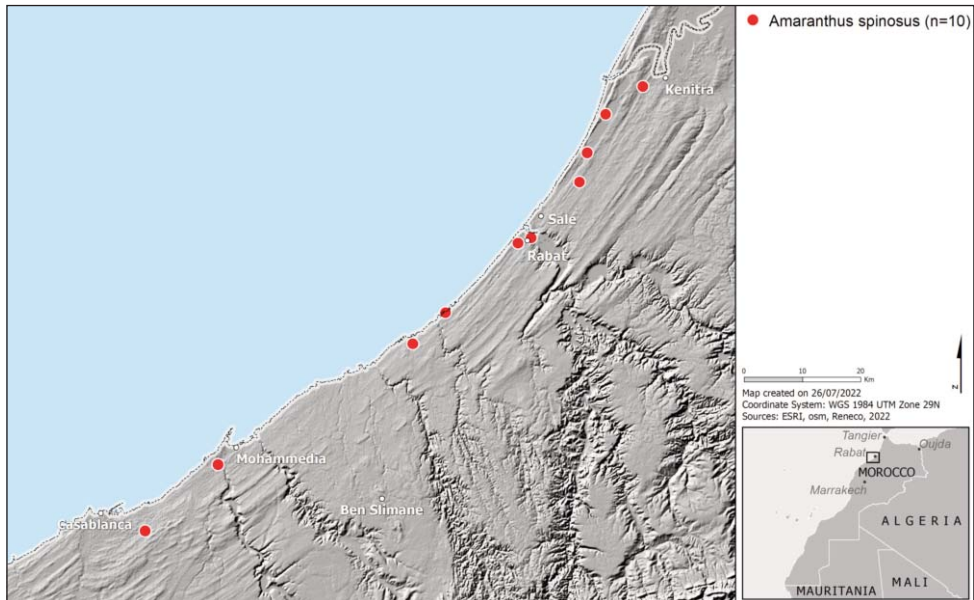 Amaranthus spinosus (n=10)
Kenitra
Salé
Rabat
Mohammedia
Ben Slimane
Casablanca
0 10 20
Km
N
Map created on 26/07/2022
Coordinate System: WGS 1984 UTM Zone 29N
Sources: ESRI, osm, Reneco, 2022
Tangier
Oujda
Rabat
MOROCCO
Marrakech
ALGERIA
MALI
MAURITANIA